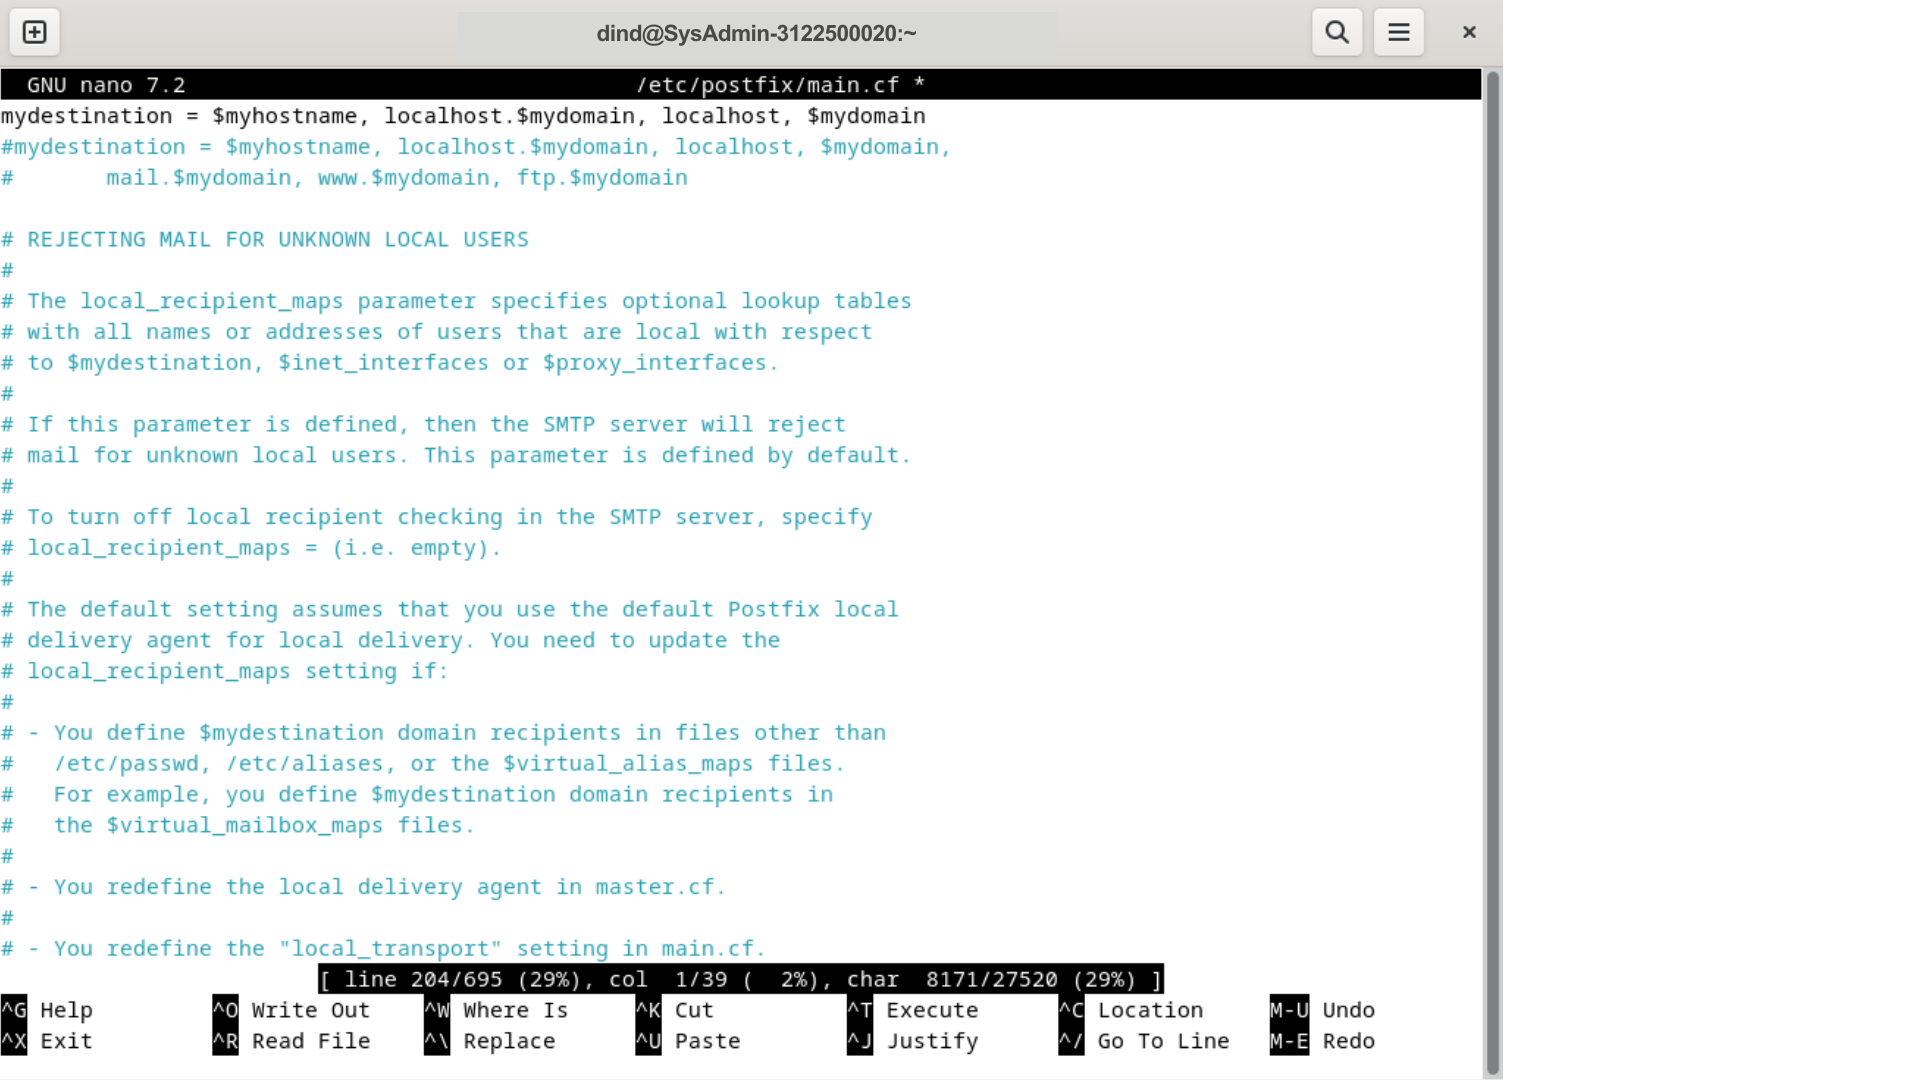 dind@SysAdmin-3122500020:~
GNU nano 7.2 /etc/postfix/main.cf *
mydestination = $myhostname, localhost.$mydomain, localhost, $mydomain
#mydestination = $myhostname, localhost.$mydomain, localhost, $mydomain,
#       mail.$mydomain, www.$mydomain, ftp.$mydomain
# REJECTING MAIL FOR UNKNOWN LOCAL USERS
#
# The local_recipient_maps parameter specifies optional lookup tables
# with all names or addresses of users that are local with respect
# to $mydestination, $inet_interfaces or $proxy_interfaces.
#
# If this parameter is defined, then the SMTP server will reject
# mail for unknown local users. This parameter is defined by default.
#
# To turn off local recipient checking in the SMTP server, specify
# local_recipient_maps = (i.e. empty).
#
# The default setting assumes that you use the default Postfix local
# delivery agent for local delivery. You need to update the
# local_recipient_maps setting if:
#
# - You define $mydestination domain recipients in files other than
#   /etc/passwd, /etc/aliases, or the $virtual_alias_maps files.
#   For example, you define $mydestination domain recipients in
#   the $virtual_mailbox_maps files.
#
# - You redefine the local delivery agent in master.cf.
#
# - You redefine the "local_transport" setting in main.cf.
[ line 204/695 (29%), col  1/39 (  2%), char  8171/27520 (29%) ]
^G Help ^O Write Out ^W Where Is ^K Cut ^T Execute ^C Location M-U Undo
^X Exit ^R Read File ^\ Replace ^U Paste ^J Justify ^/ Go To Line M-E Redo